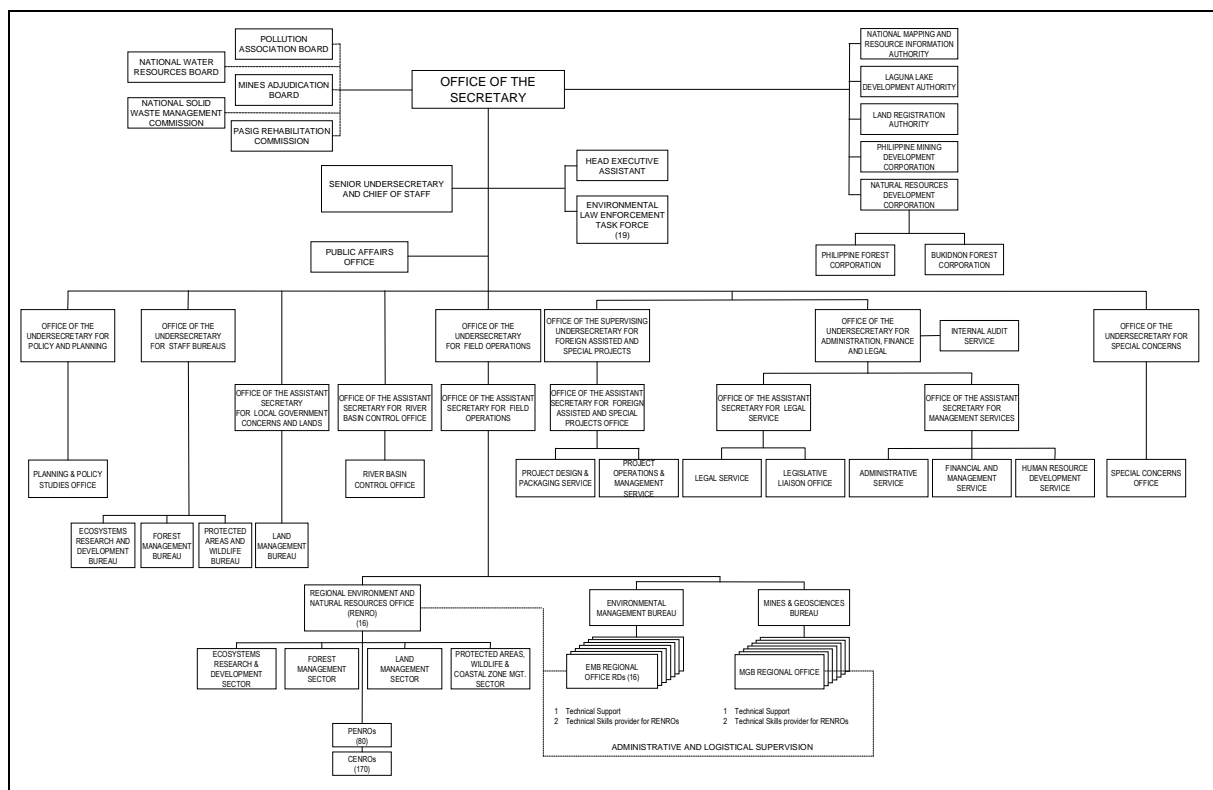 POLLUTION
ASSOCIATION BOARD
NATIONAL WATER
RESOURCES BOARD
MINES ADJUDICATION
BOARD
NATIONAL SOLID
WASTE MANAGEMENT
COMMISSION
PASIG REHABILITATION
COMMISSION
OFFICE OF THE
SECRETARY
NATIONAL MAPPING AND
RESOURCE INFORMATION
AUTHORITY
LAGUNA LAKE
DEVELOPMENT AUTHORITY
LAND REGISTRATION
AUTHORITY
PHILIPPINE MINING
DEVELOPMENT
CORPORATION
NATURAL RESOURCES
DEVELOPMENT
CORPORATION
PHILIPPINE FOREST
CORPORATION
BUKIDNON FOREST
CORPORATION
SENIOR UNDERSECRETARY
AND CHIEF OF STAFF
HEAD EXECUTIVE
ASSISTANT
ENVIRONMENTAL
LAW ENFORCEMENT
TASK FORCE
(19)
PUBLIC AFFAIRS
OFFICE
OFFICE OF THE
UNDERSECRETARY FOR
POLICY AND PLANNING
OFFICE OF THE
UNDERSECRETARY
FOR STAFF BUREAUS
OFFICE OF THE
UNDERSECRETARY
FOR FIELD OPERATIONS
OFFICE OF THE SUPERVISING
UNDERSECRETARY FOR
FOREIGN ASSISTED AND
SPECIAL PROJECTS
OFFICE OF THE
UNDERSECRETARY FOR
ADMINISTRATION, FINANCE
AND LEGAL
INTERNAL AUDIT
SERVICE
OFFICE OF THE
UNDERSECRETARY FOR
SPECIAL CONCERNS
OFFICE OF THE ASSISTANT
SECRETARY
FOR LOCAL GOVERNMENT
CONCERNS AND LANDS
OFFICE OF THE ASSISTANT
SECRETARY FOR RIVER
BASIN CONTROL OFFICE
OFFICE OF THE ASSISTANT
SECRETARY FOR FIELD
OPERATIONS
OFFICE OF THE ASSISTANT
SECRETARY FOR FOREIGN
ASSISTED AND SPECIAL
PROJECTS OFFICE
OFFICE OF THE ASSISTANT
SECRETARY FOR LEGAL
SERVICE
OFFICE OF THE ASSISTANT
SECRETARY FOR
MANAGEMENT SERVICES
PLANNING & POLICY
STUDIES OFFICE
RIVER BASIN
CONTROL OFFICE
PROJECT DESIGN &
PACKAGING SERVICE
PROJECT
OPERATIONS &
MANAGEMENT
SERVICE
LEGAL SERVICE
LEGISLATIVE
LIAISON OFFICE
ADMINISTRATIVE
SERVICE
FINANCIAL AND
MANAGEMENT
SERVICE
HUMAN RESOURCE
DEVELOPMENT
SERVICE
SPECIAL CONCERNS
OFFICE
ECOSYSTEMS
RESEARCH AND
DEVELOPMENT
BUREAU
FOREST
MANAGEMENT
BUREAU
PROTECTED
AREAS AND
WILDLIFE BUREAU
LAND
MANAGEMENT
BUREAU
REGIONAL ENVIRONMENT AND
NATURAL RESOURCES OFFICE
(RENRO)
(16)
ENVIRONMENTAL
MANAGEMENT BUREAU
MINES & GEOSCIENCES
BUREAU
ECOSYSTEMS
RESEARCH &
DEVELOPMENT
SECTOR
FOREST
MANAGEMENT
SECTOR
LAND
MANAGEMENT
SECTOR
PROTECTED AREAS,
WILDLIFE &
COASTAL ZONE MGT.
SECTOR
EMB REGIONAL
OFFICE RDs (16)
MGB REGIONAL OFFICE
1 Technical Support
2 Technical Skills provider for RENROs
1 Technical Support
2 Technical Skills provider for RENROs
PENROs
(80)
CENROs
(170)
ADMINISTRATIVE AND LOGISTICAL SUPERVISION